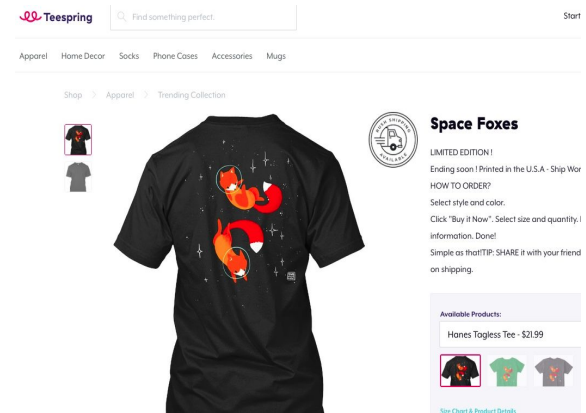 Teespring
Find something perfect.
Start
Apparel Home Decor Socks Phone Cases Accessories Mugs
Shop > Apparel > Trending Collection
RUSH SHIPPING
AVAILABLE
Space Foxes
LIMITED EDITION !
Ending soon ! Printed in the U.S.A - Ship Wor
HOW TO ORDER?
Select style and color.
Click "Buy it Now". Select size and quantity.
information. Done!
Simple as that!TIP: SHARE it with your friend
on shipping.
Available Products:
Hanes Tagless Tee - $21.99
Size Chart & Product Details